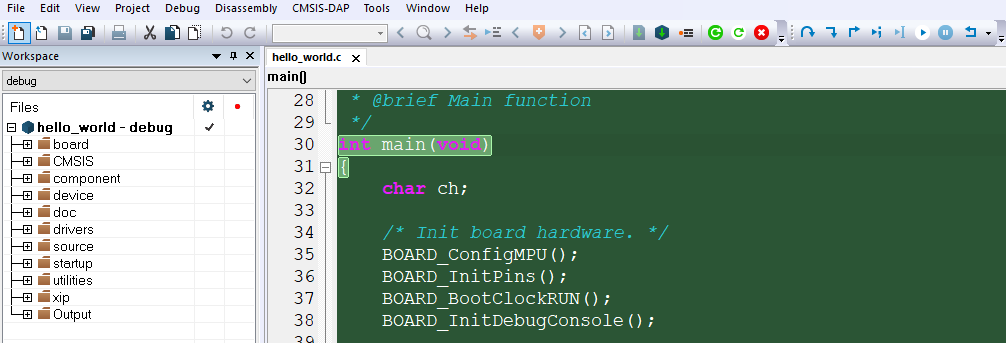 File Edit View Project Debug Disassembly CMSIS-DAP Tools Window Help
Workspace
debug
Files
hello_world - debug
board
CMSIS
component
device
doc
drivers
source
startup
utilities
xip
Output
hello_world.c
main()
28 * @brief Main function
29 */
30 int main(void)
31 {
32 char ch;
33
34 /* Init board hardware. */
35 BOARD_ConfigMPU();
36 BOARD_InitPins();
37 BOARD_BootClockRUN();
38 BOARD_InitDebugConsole();